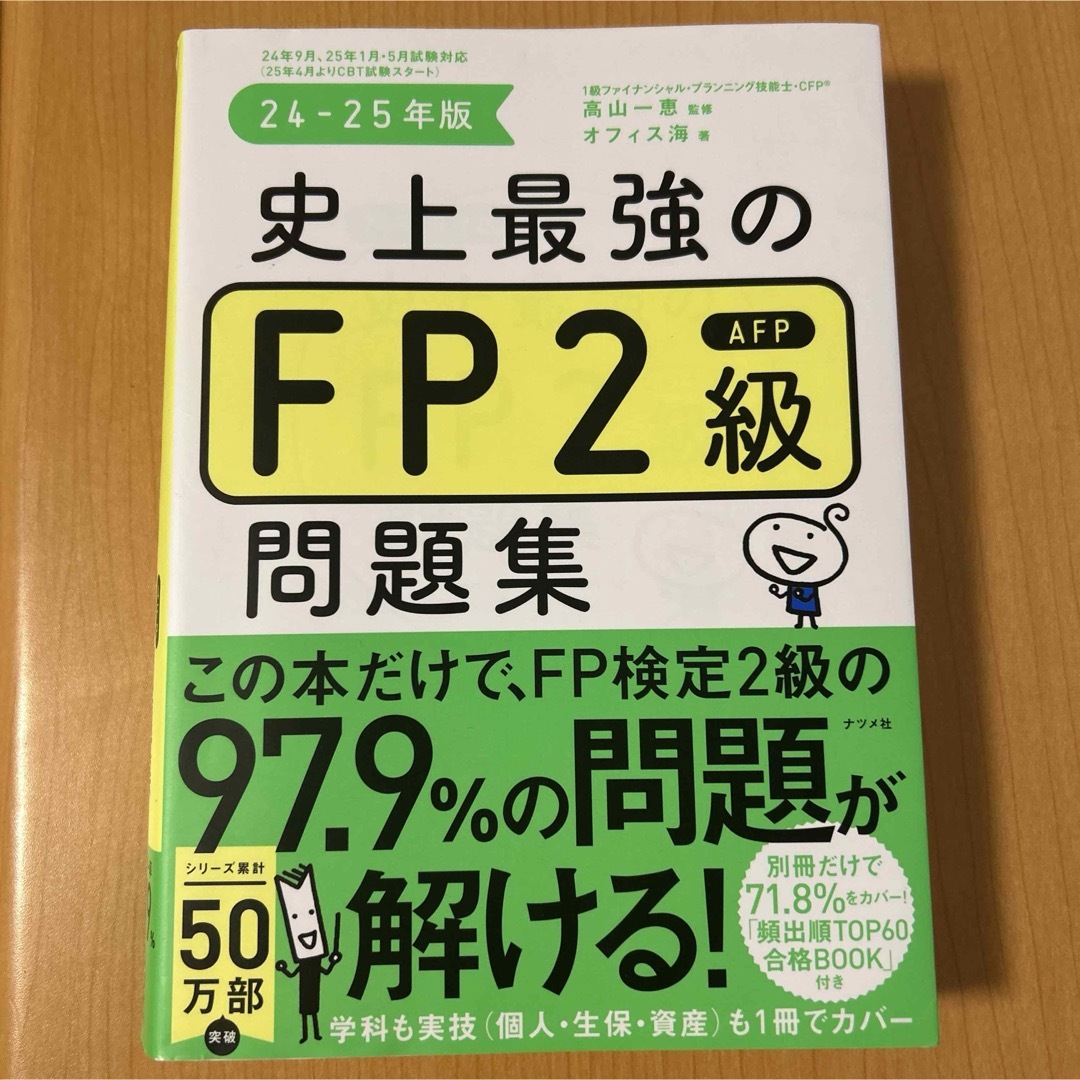 24年9月、25年1月・5月試験対応
(25年4月よりCBT試験スタート)
24-25年版
1級ファイナンシャル・プランニング技能士・CFP®
高山一恵 監修
オフィス海 著
史上最強の
FP2級
AFP
問題集
この本だけで、FP検定2級の
ナツメ社
97.9%の問題が
解ける!
シリーズ累計
50
万部
突破
別冊だけで
71.8%をカバー!
「頻出順TOP60
合格BOOK」
付き
学科も実技(個人・生保・資産)も1冊でカバー